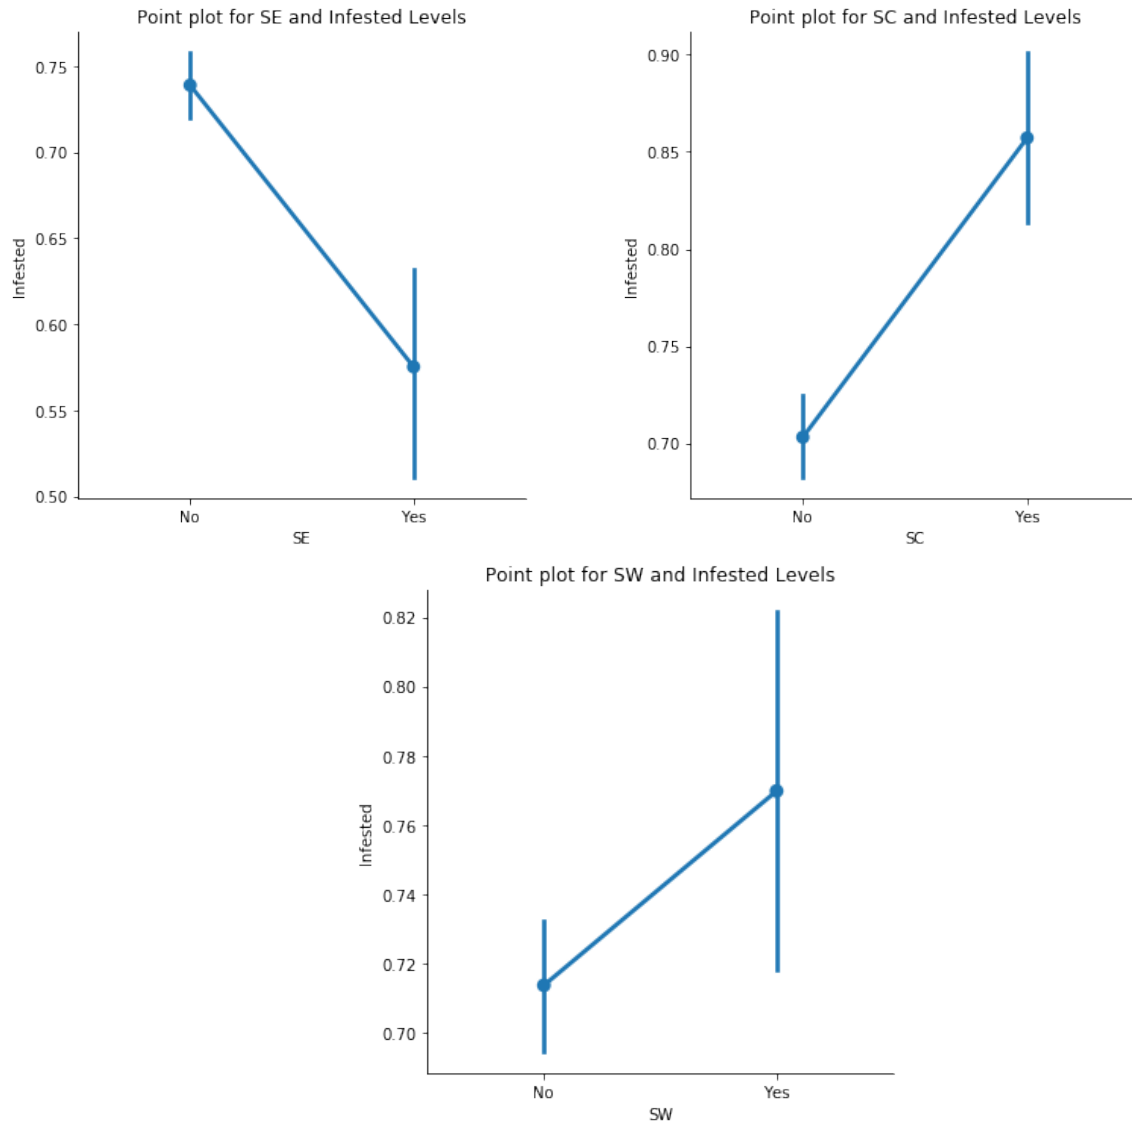 Point plot for SE and Infested Levels
0.75
0.70
0.65
0.60
0.55
0.50
Infested
No
Yes
SE
Point plot for SC and Infested Levels
0.90
0.85
0.80
0.75
0.70
Infested
No
Yes
SC
Point plot for SW and Infested Levels
0.82
0.80
0.78
0.76
0.74
0.72
0.70
Infested
No
Yes
SW